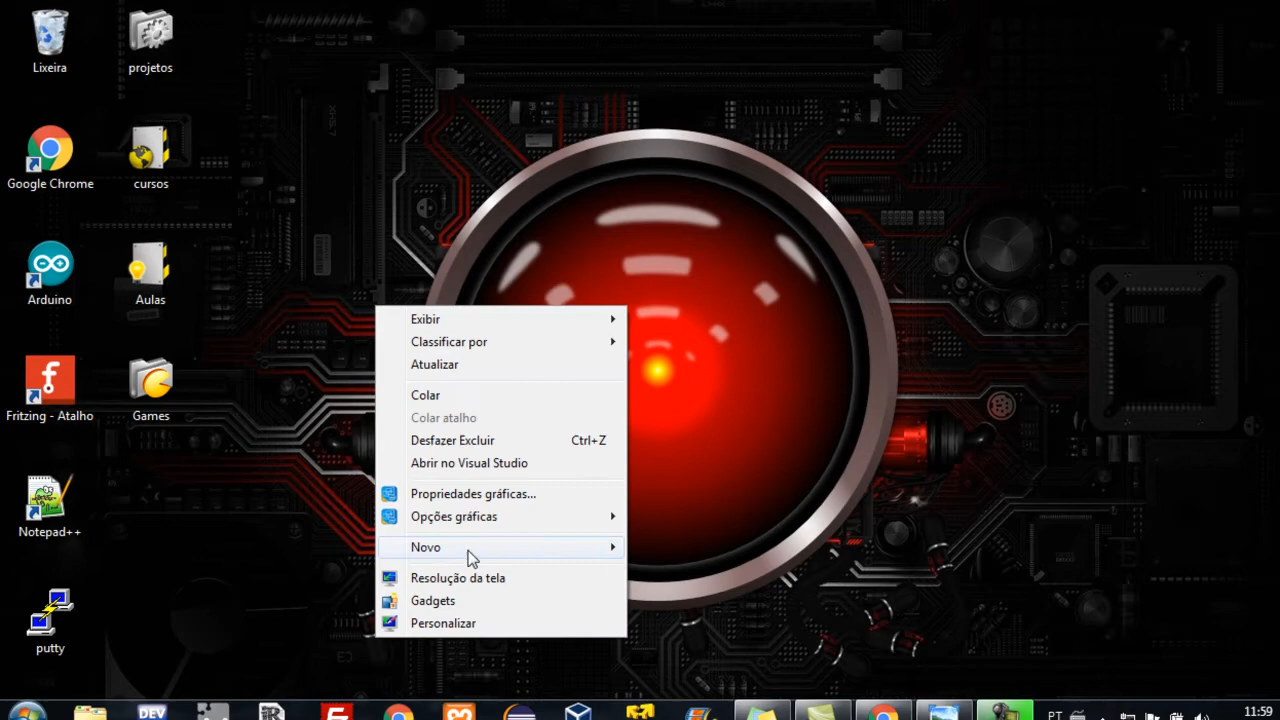 Lixeira
projetos
Google Chrome
cursos
Arduino
Aulas
Fritzing - Atalho
Games
Notepad++
putty
Exibir
Classificar por
Atualizar
Colar
Colar atalho
Desfazer Excluir Ctrl+Z
Abrir no Visual Studio
Propriedades gráficas...
Opções gráficas
Novo
Resolução da tela
Gadgets
Personalizar
DEV
PT
11:59